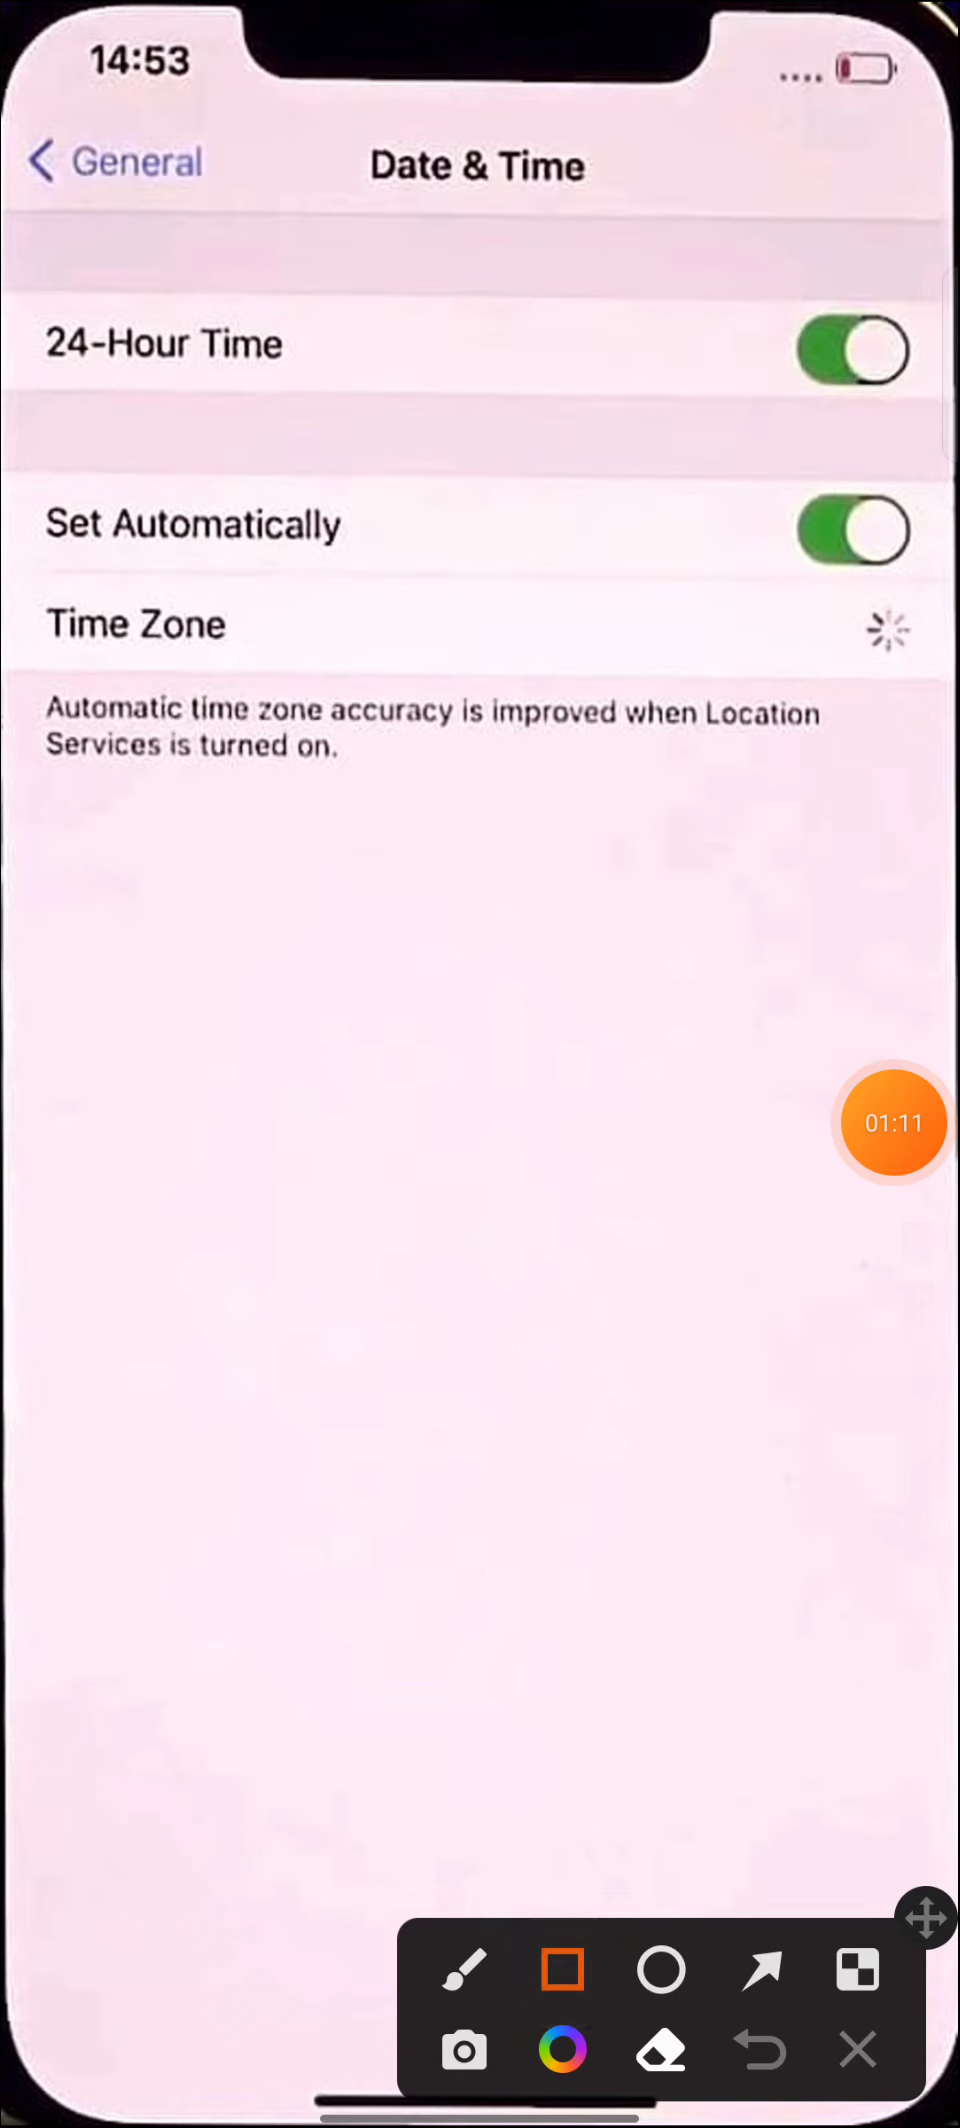 14:53
General
Date & Time
24-Hour Time
Set Automatically
Time Zone
Automatic time zone accuracy is improved when Location
Services is turned on.
01:11